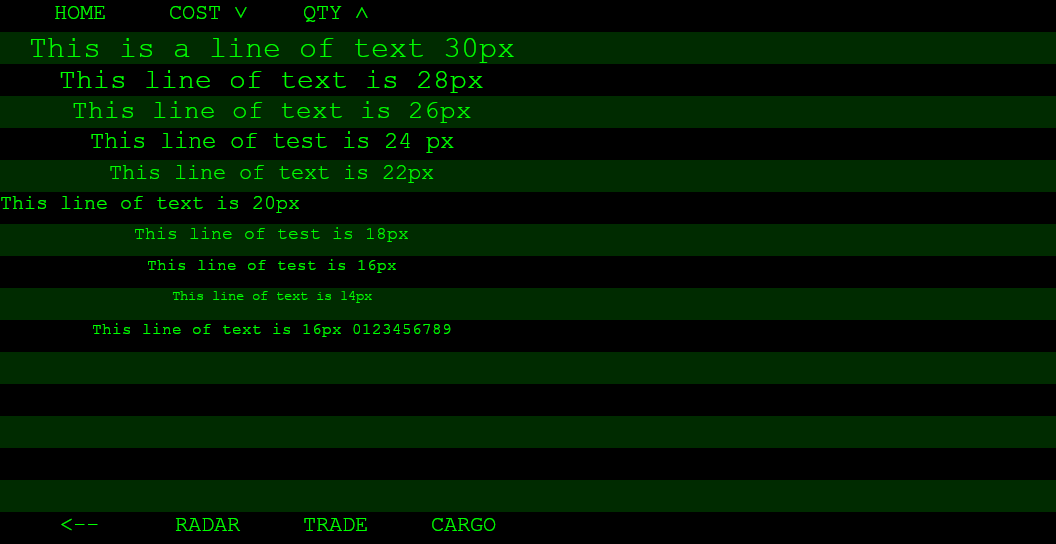 HOME COST ˅ QTY ˄
This is a line of text 30px
This line of text is 28px
This line of text is 26px
This line of test is 24 px
This line of text is 22px
This line of text is 20px
This line of test is 18px
This line of test is 16px
This line of text is 14px
This line of text is 16px 0123456789
<-- RADAR TRADE CARGO